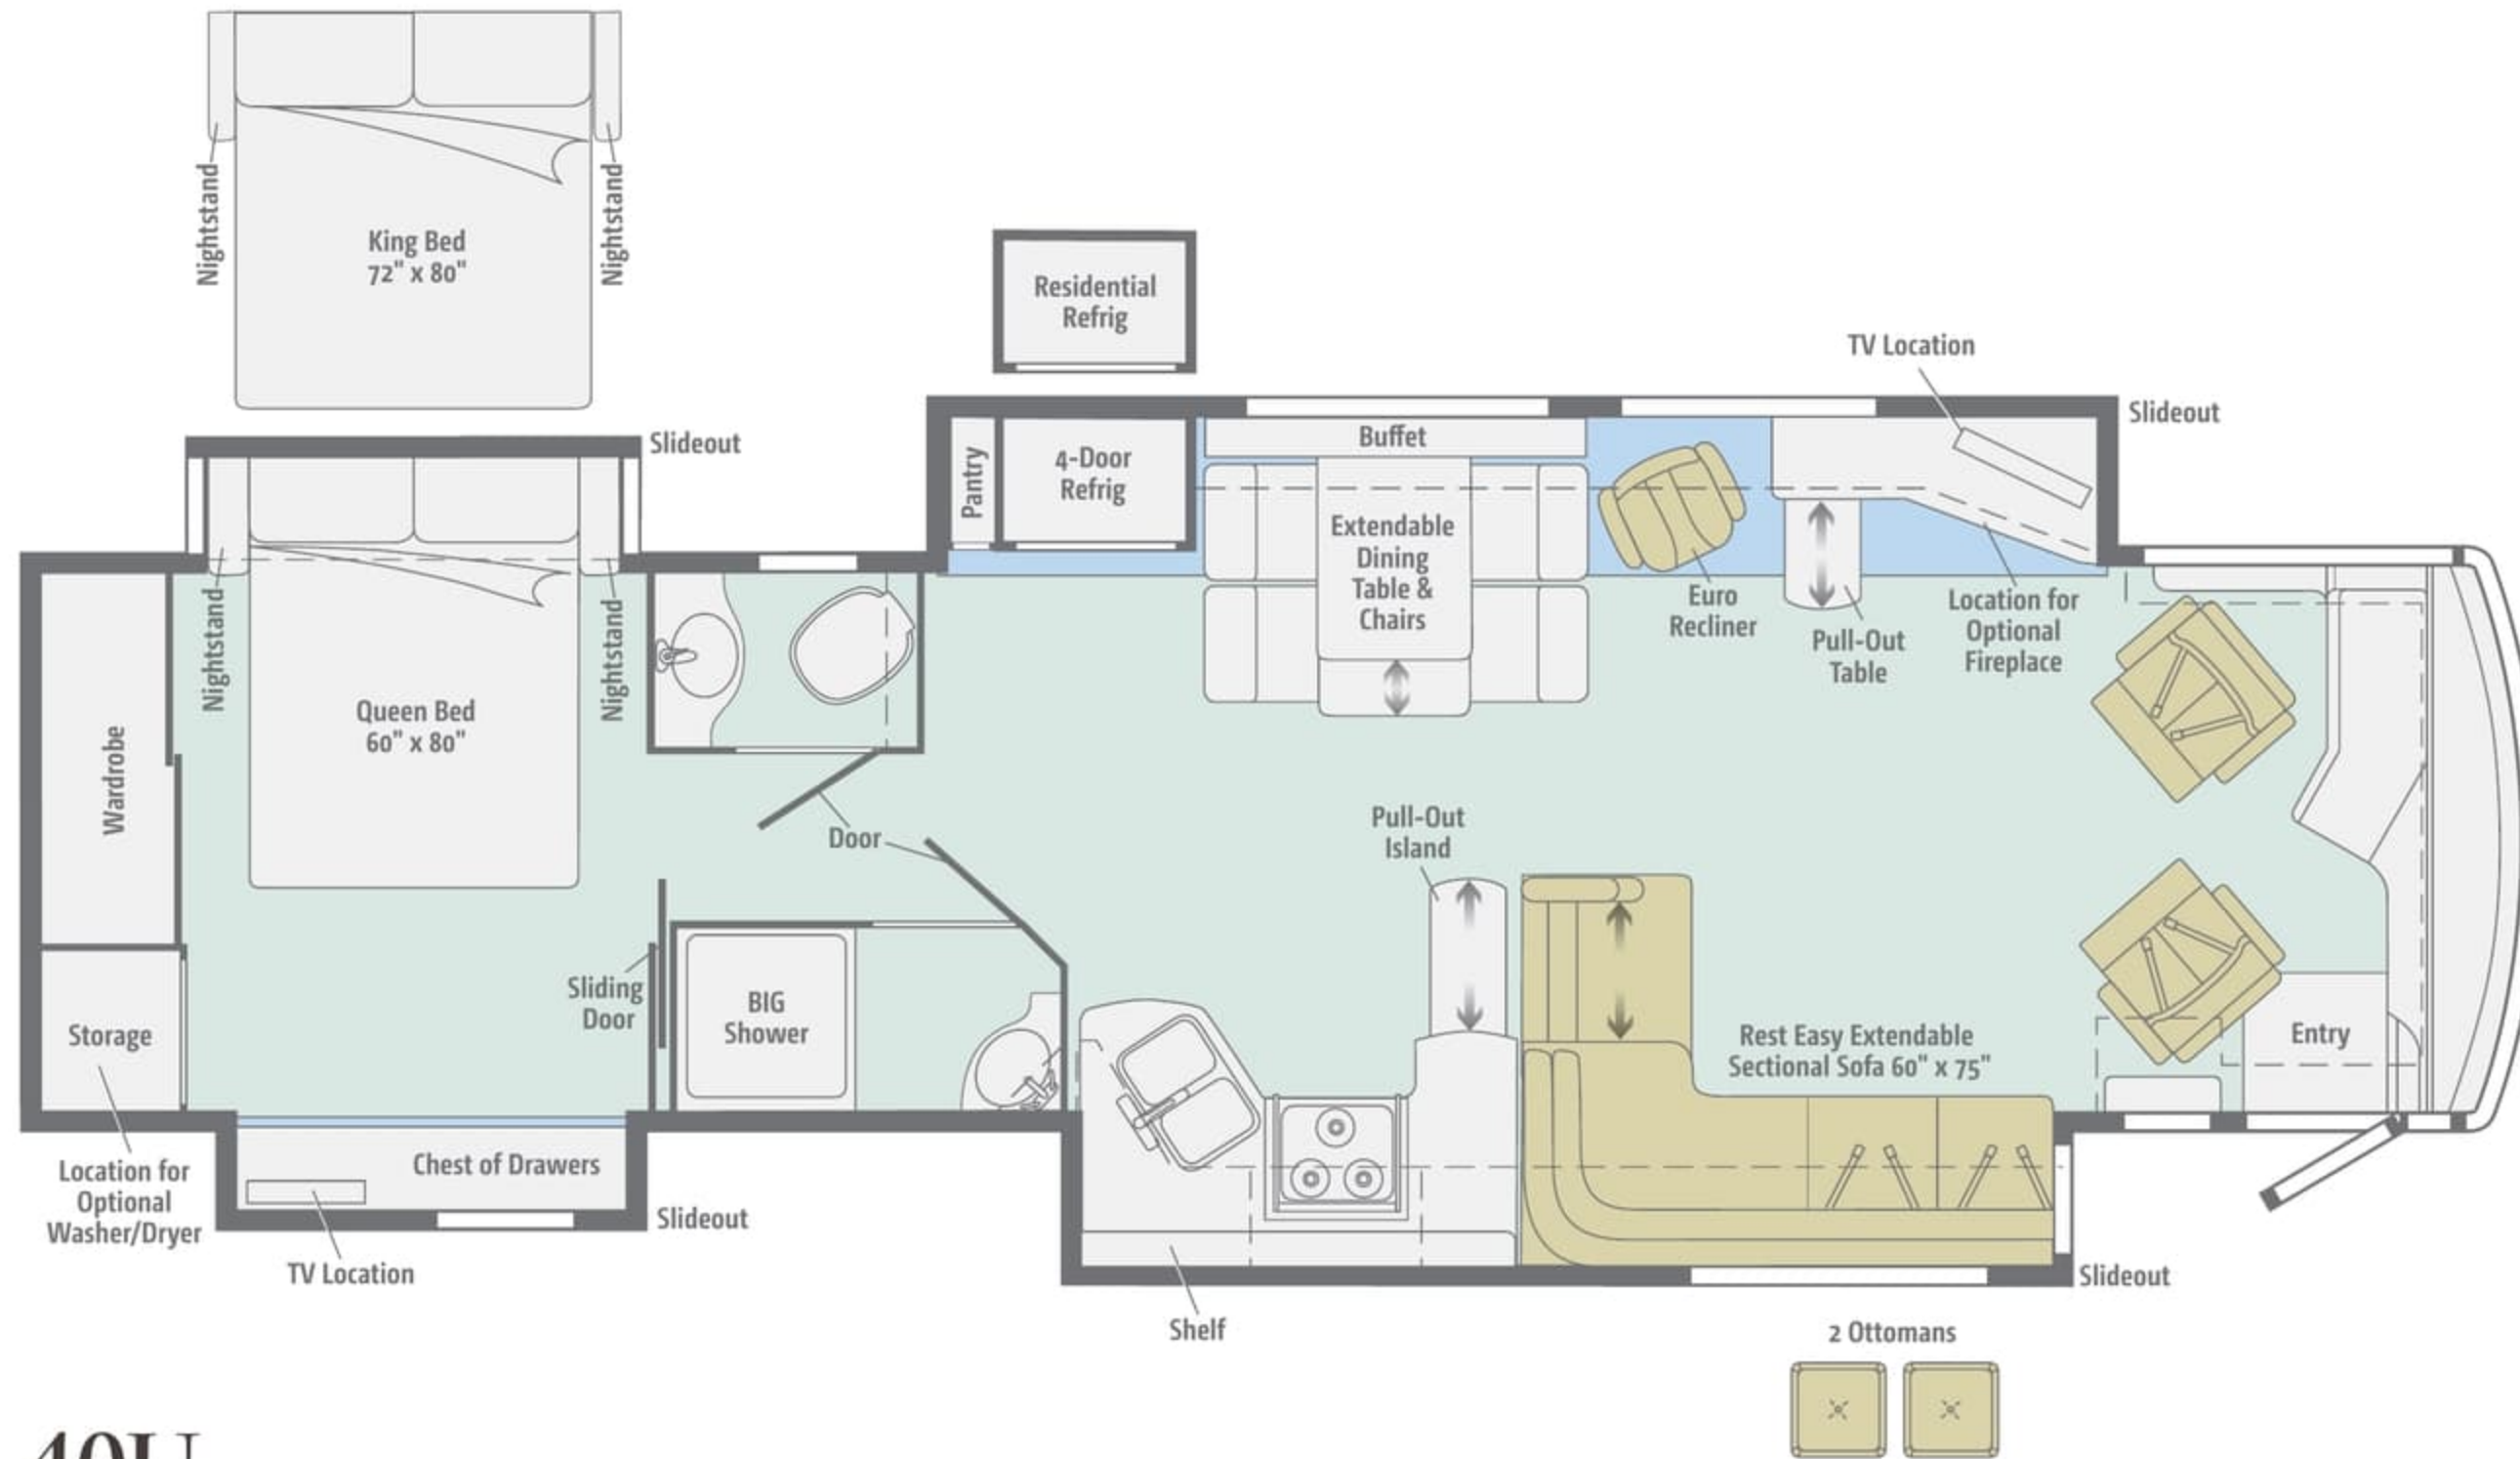 Nightstand
Nightstand
King Bed
72" x 80"
Residential
Refrig
TV Location
Slideout
Slideout
Buffet
Pantry
4-Door
Refrig
Extendable
Dining
Table &
Chairs
Euro
Recliner
Pull-Out
Table
Location for
Optional
Fireplace
Nightstand
Nightstand
Queen Bed
60" x 80"
Wardrobe
Door
Pull-Out
Island
Sliding
Door
BIG
Shower
Storage
Rest Easy Extendable
Sectional Sofa 60" x 75"
Entry
Location for
Optional
Washer/Dryer
Chest of Drawers
Slideout
TV Location
Slideout
Shelf
2 Ottomans
40U